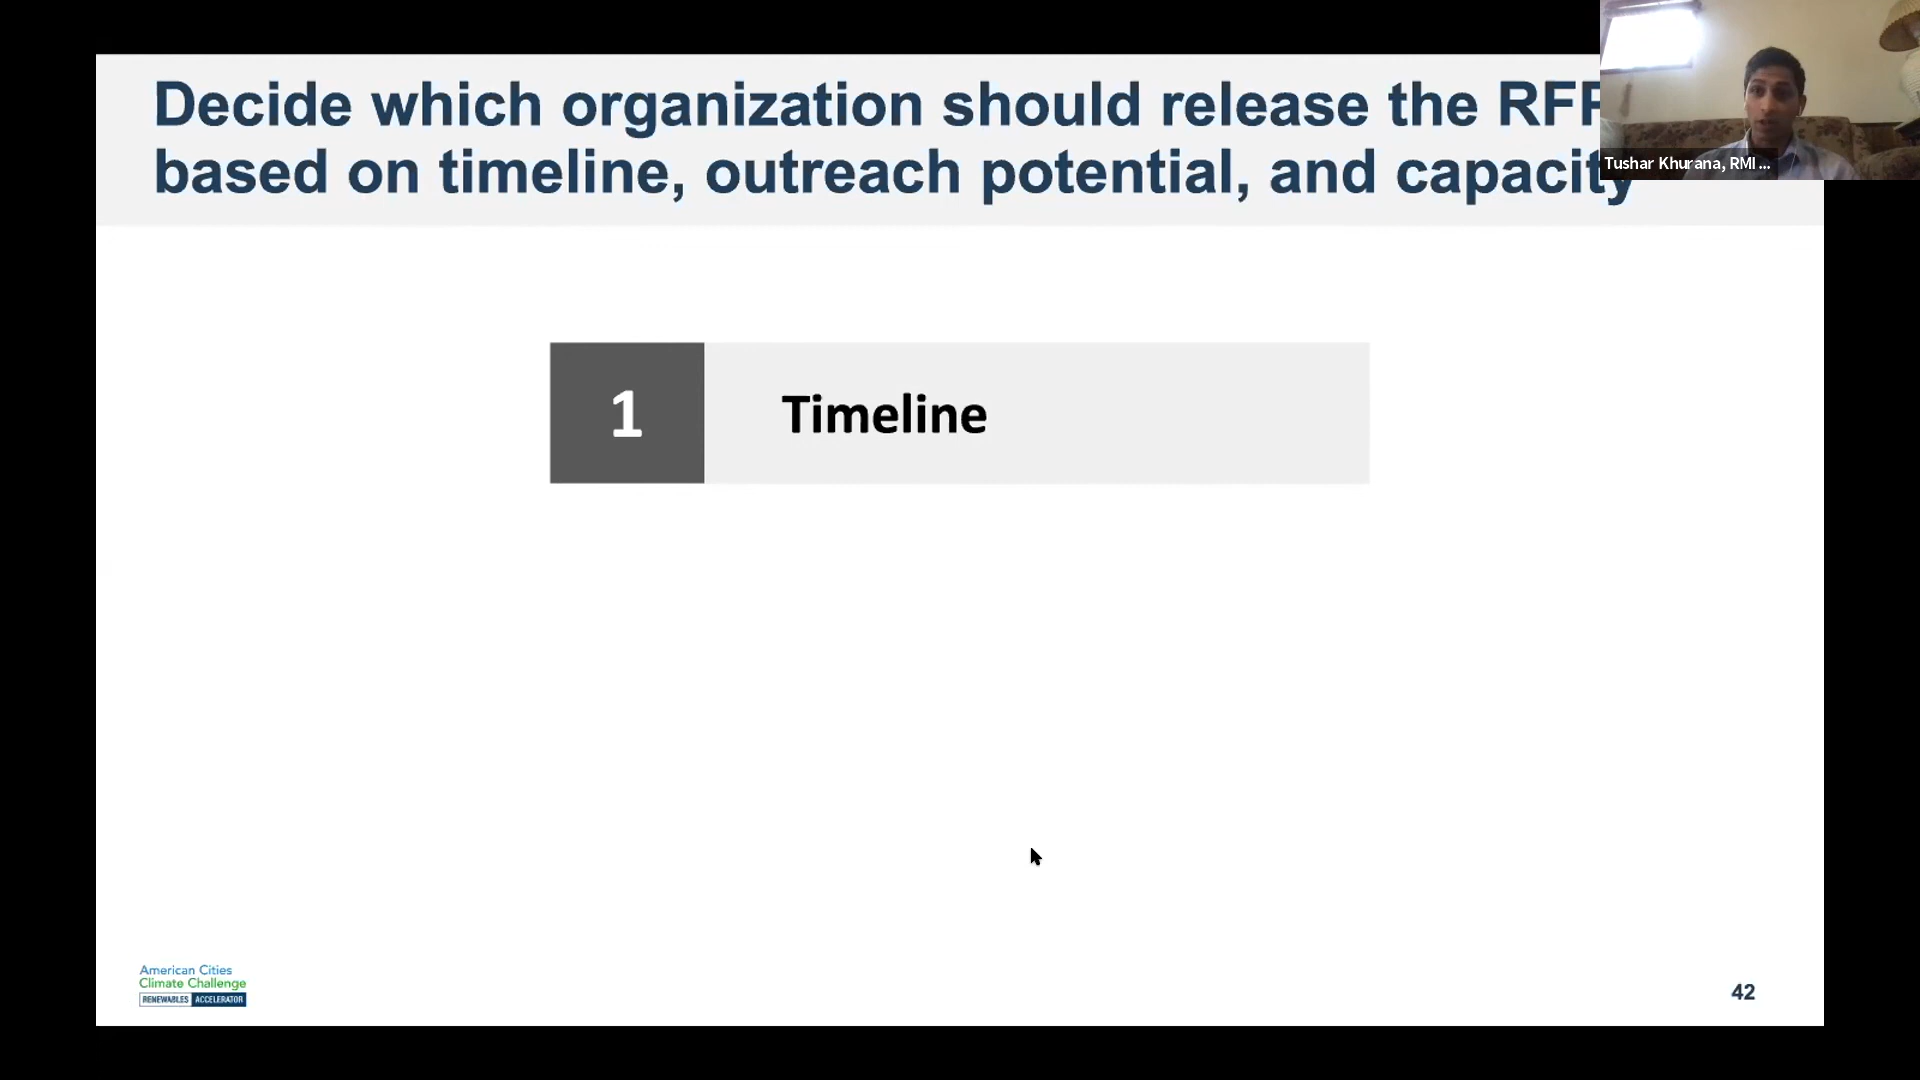 Decide which organization should release the RFP
based on timeline, outreach potential, and capacity
Tushar Khurana, RMI ...
1 Timeline
American Cities
Climate Challenge
RENEWABLES ACCELERATOR
42